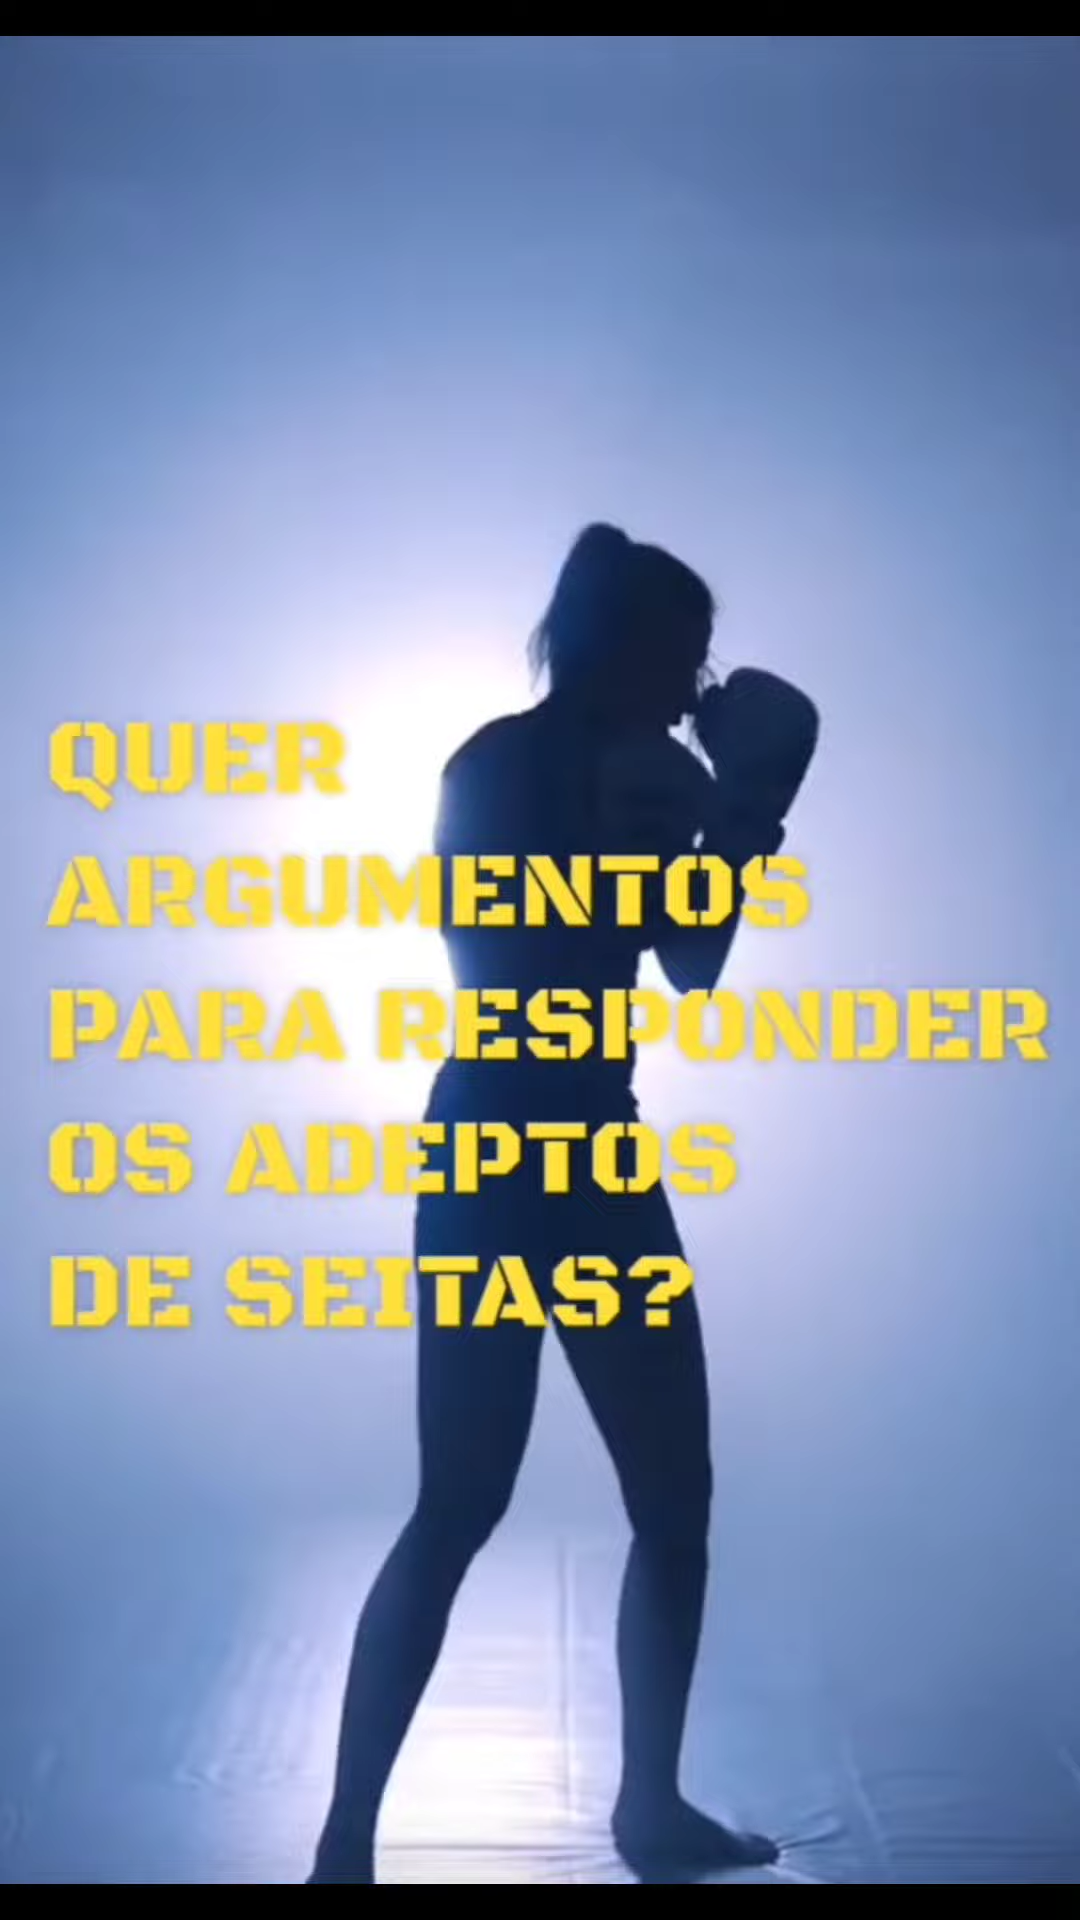 QUER
ARGUMENTOS
PARA RESPONDER
OS ADEPTOS
DE SEITAS?